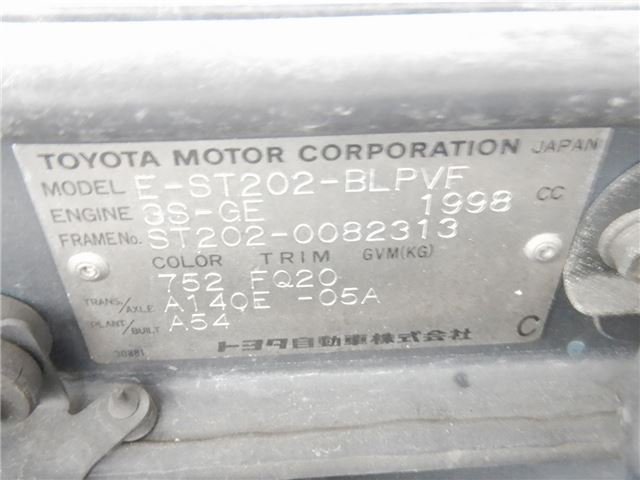 TOYOTA MOTOR CORPORATION JAPAN
MODEL E-ST202-BLPVF
ENGINE 3S-GE 1998 CC
FRAME No. ST202-0082313
COLOR TRIM GVM(KG)
752 FQ20
TRANS./AXLE A140E -05A
PLANT/BUILT A54
C
トヨタ自動車株式会社